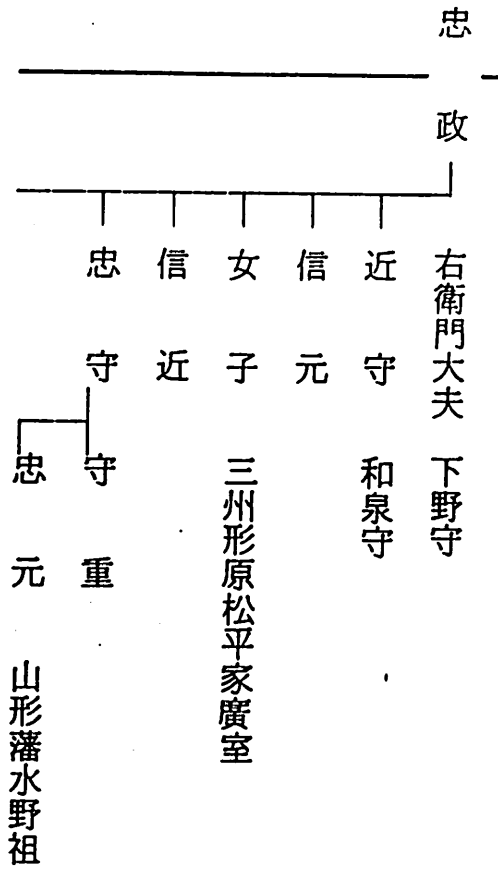 忠政 右衛門大夫 下野守
近守 和泉守
信元
女子 三州形原松平家廣室
信近
忠守
守重
忠元 山形藩水野祖